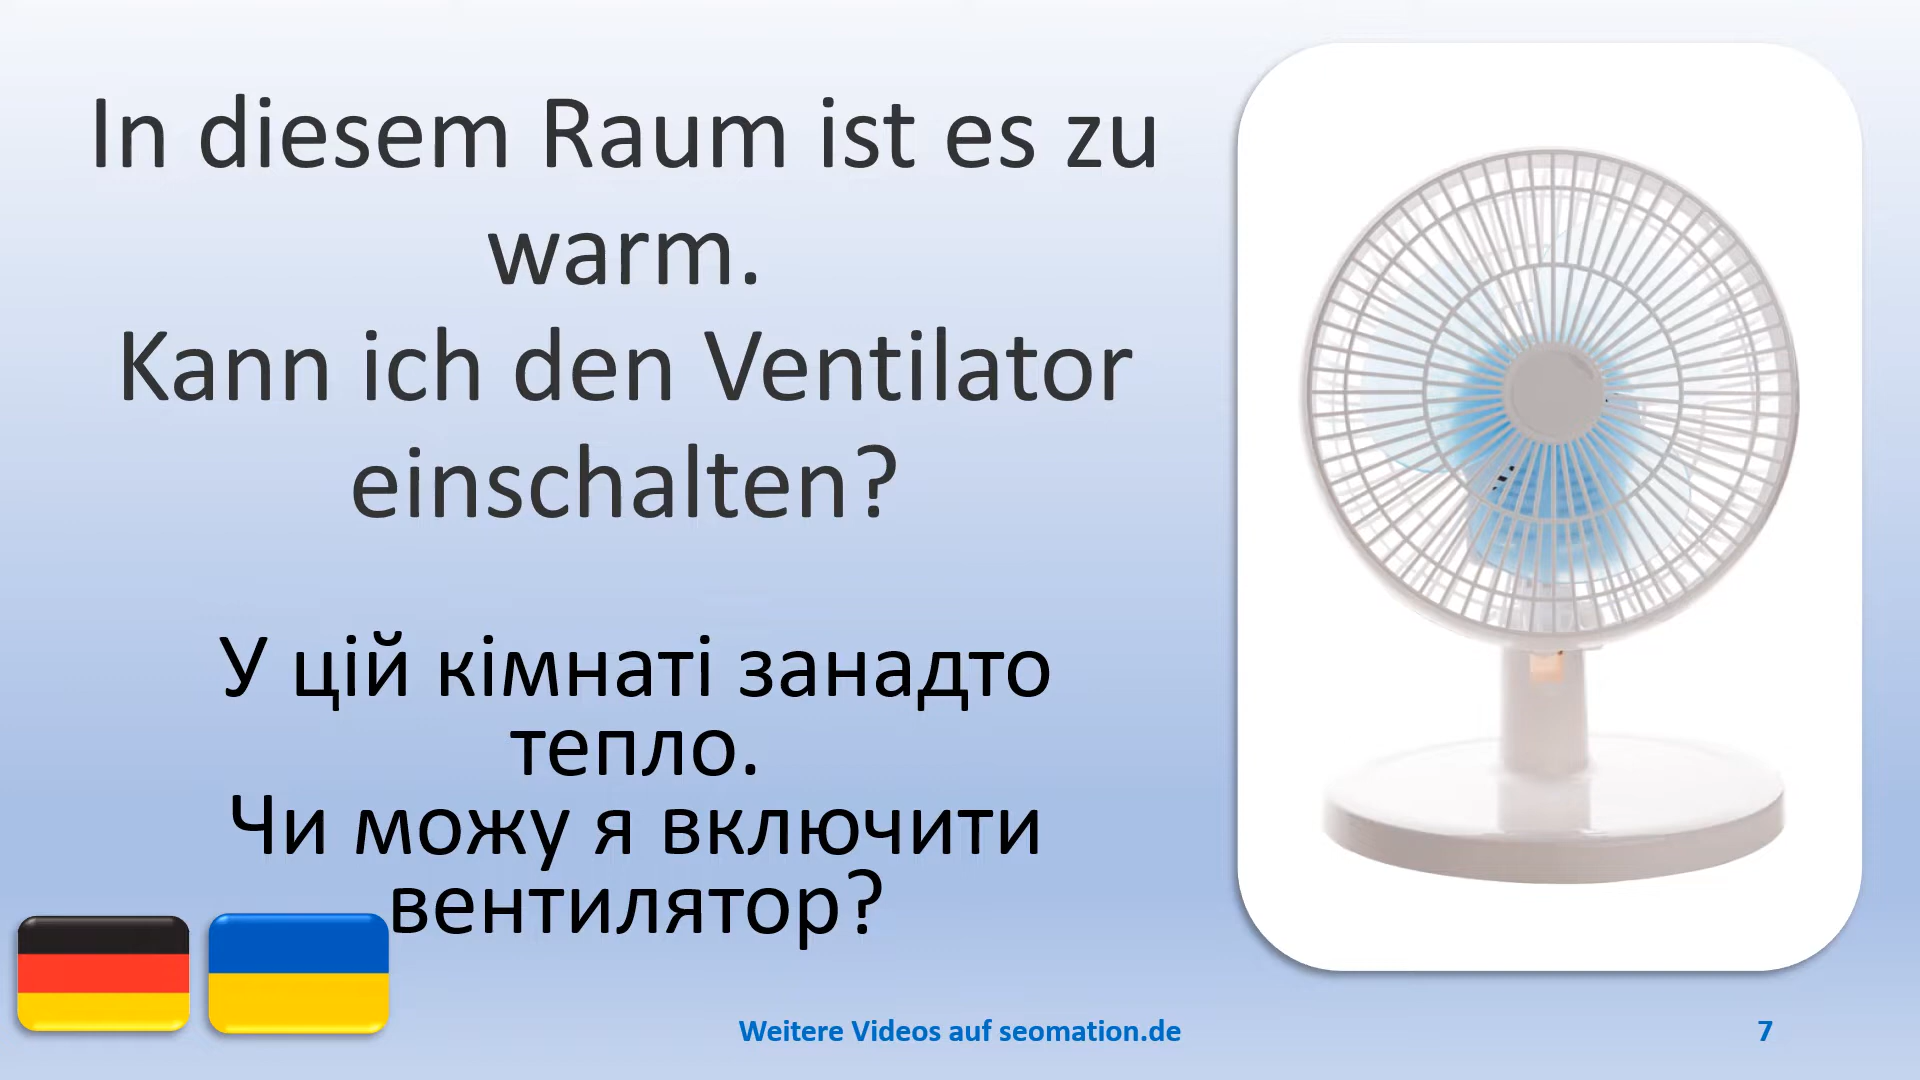 In diesem Raum ist es zu
warm.
Kann ich den Ventilator
einschalten?
У цій кімнаті занадто
тепло.
Чи можу я включити
вентилятор?
Weitere Videos auf seomation.de
7